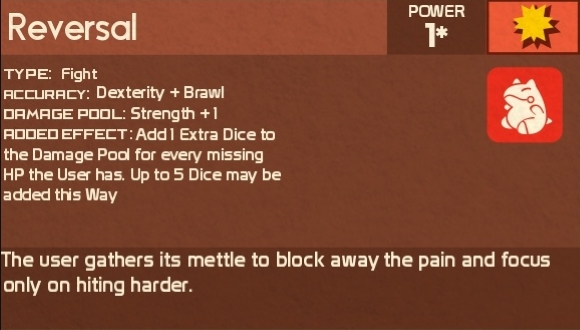 Reversal
POWER
1*
TYPE: Fight
ACCURACY: Dexterity + Brawl
DAMAGE POOL: Strength +1
ADDED EFFECT: Add 1 Extra Dice to
the Damage Pool for every missing
HP the User has. Up to 5 Dice may be
added this Way
The user gathers its mettle to block away the pain and focus
only on hiting harder.